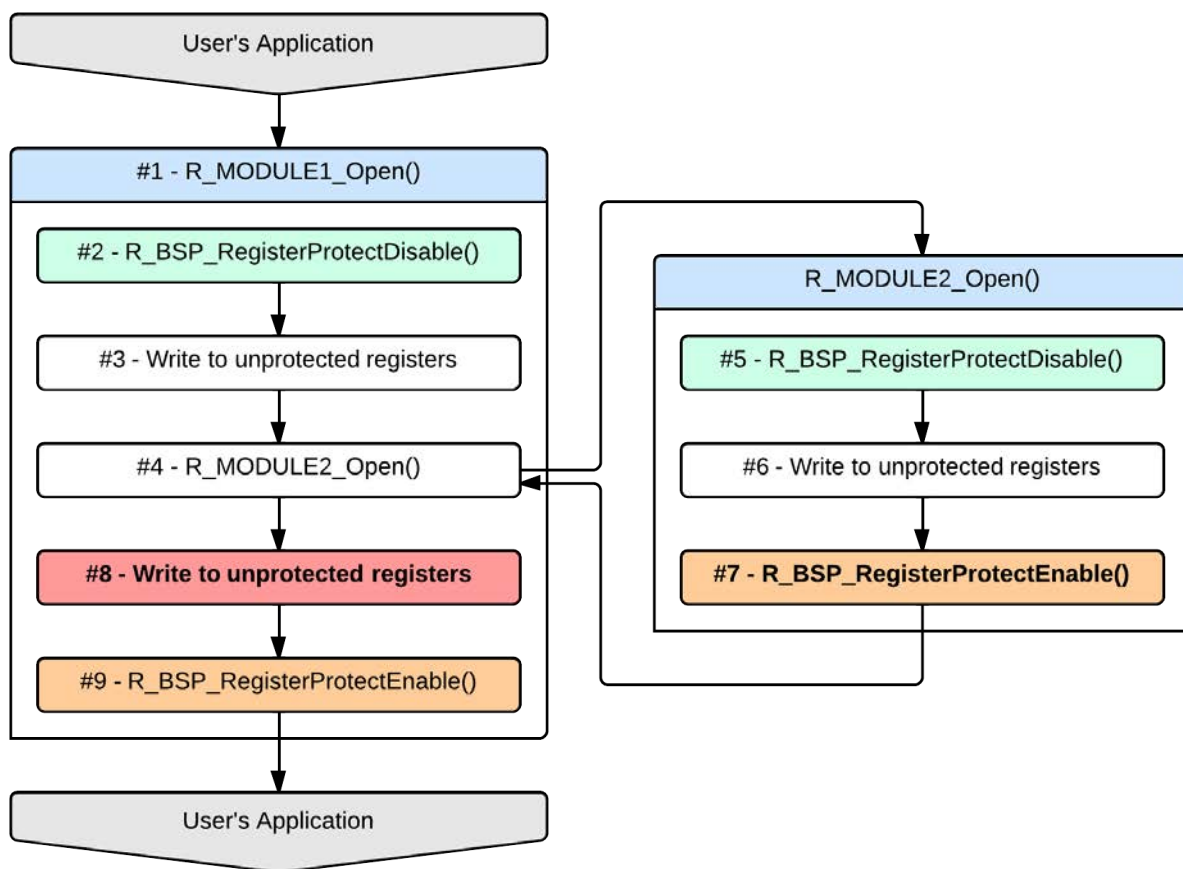 User's Application
#1 - R_MODULE1_Open()
#2 - R_BSP_RegisterProtectDisable()
#3 - Write to unprotected registers
#4 - R_MODULE2_Open()
#8 - Write to unprotected registers
#9 - R_BSP_RegisterProtectEnable()
User's Application
R_MODULE2_Open()
#5 - R_BSP_RegisterProtectDisable()
#6 - Write to unprotected registers
#7 - R_BSP_RegisterProtectEnable()